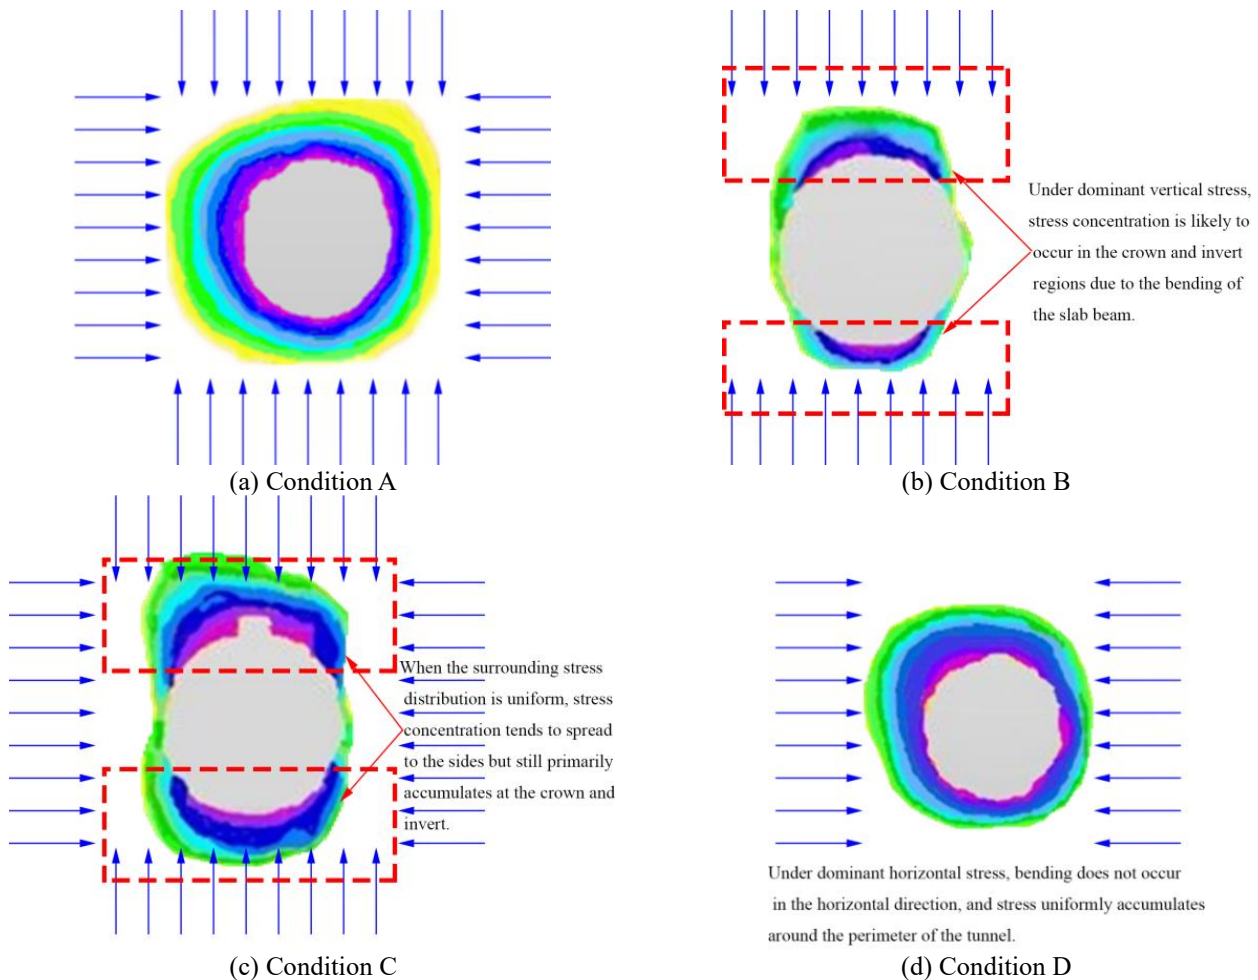 Under dominant vertical stress,
stress concentration is likely to
occur in the crown and invert
regions due to the bending of
the slab beam.
(a) Condition A
(b) Condition B
When the surrounding stress
distribution is uniform, stress
concentration tends to spread
to the sides but still primarily
accumulates at the crown and
invert.
Under dominant horizontal stress, bending does not occur
in the horizontal direction, and stress uniformly accumulates
around the perimeter of the tunnel.
(c) Condition C
(d) Condition D